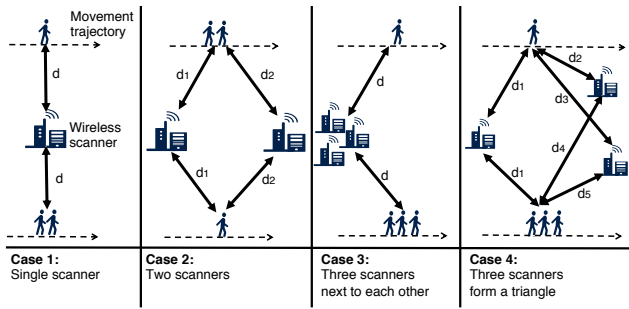 Movement
trajectory
d
Wireless
scanner
d
Case 1:
Single scanner
d1
d2
d1
d2
Case 2:
Two scanners
d
d
Case 3:
Three scanners
next to each other
d2
d1
d3
d4
d1
d5
Case 4:
Three scanners
form a triangle